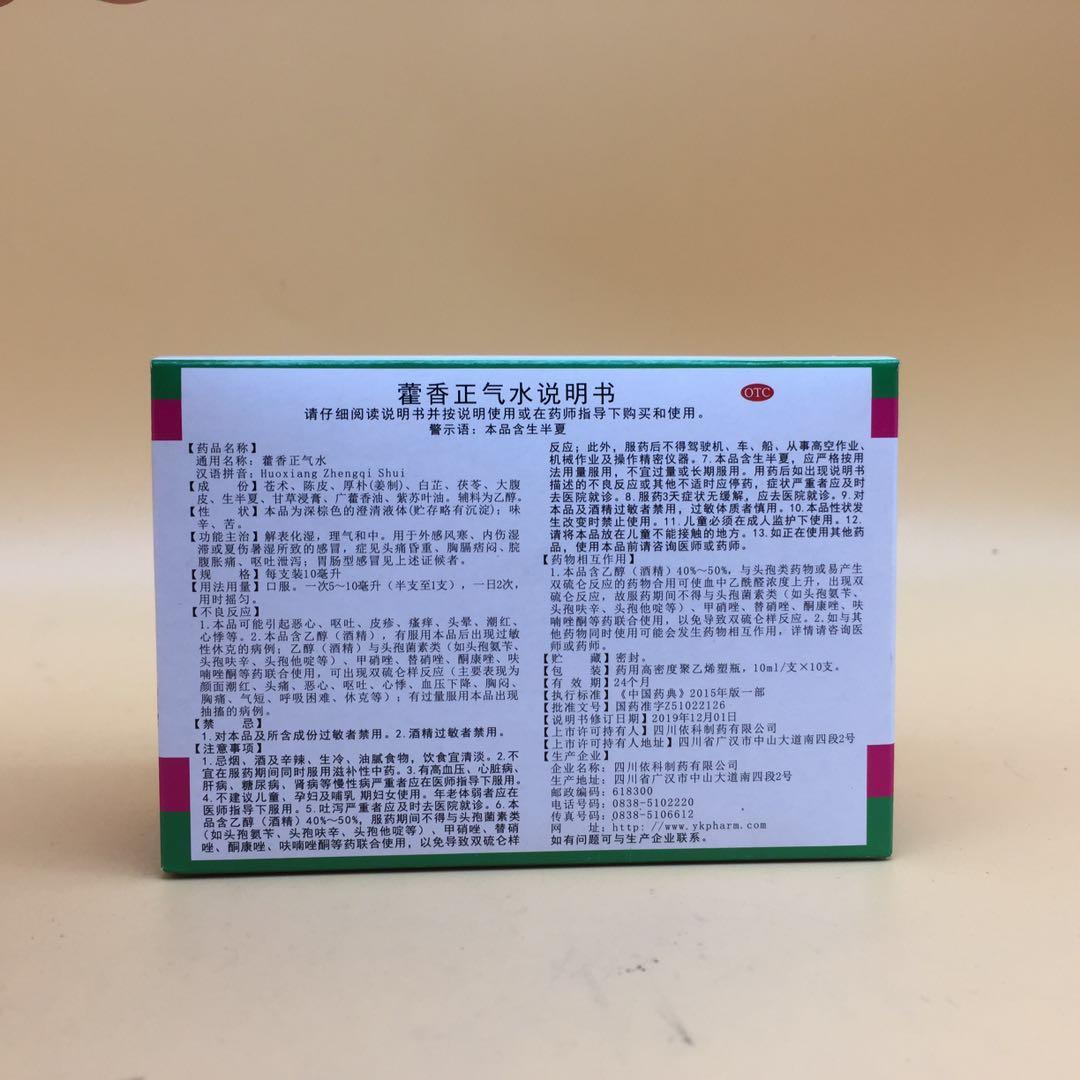 藿香正气水说明书
OTC
请仔细阅读说明书并按说明使用或在药师指导下购买和使用。
警示语：本品含生半夏
【药品名称】
通用名称：藿香正气水
汉语拼音：Huoxiang Zhengqi Shui
【成　份】苍术、陈皮、厚朴(姜制)、白芷、茯苓、大腹
皮、生半夏、甘草浸膏、广藿香油、紫苏叶油。辅料为乙醇。
【性　状】本品为深棕色的澄清液体(贮存略有沉淀)；味
辛、苦。
【功能主治】解表化湿，理气和中。用于外感风寒、内伤湿
滞或夏伤暑湿所致的感冒，症见头痛昏重、胸膈痞闷、脘
腹胀痛、呕吐泄泻；胃肠型感冒见上述证候者。
【规　格】每支装10毫升
【用法用量】口服。一次5～10毫升（半支至1支），一日2次，
用时摇匀。
【不良反应】
1.本品可能引起恶心、呕吐、皮疹、瘙痒、头晕、潮红、
心悸等。2.本品含乙醇（酒精），有服用本品后出现过敏
性休克的病例；乙醇（酒精）与头孢菌素类（如头孢氨苄、
头孢呋辛、头孢他啶等）、甲硝唑、替硝唑、酮康唑、呋
喃唑酮等药联合使用，可出现双硫仑样反应（主要表现为
颜面潮红、头痛、恶心、呕吐、心悸、血压下降、胸闷、
胸痛、气短、呼吸困难、休克等）；有过量服用本品出现
抽搐的病例。
【禁　忌】
1.对本品及所含成份过敏者禁用。2.酒精过敏者禁用。
【注意事项】
1.忌烟、酒及辛辣、生冷、油腻食物，饮食宜清淡。2.不
宜在服药期间同时服用滋补性中药。3.有高血压、心脏病、
肝病、糖尿病、肾病等慢性病严重者应在医师指导下服用。
4.不建议儿童、孕妇及哺乳期妇女使用。年老体弱者应在
医师指导下服用。5.吐泻严重者应及时去医院就诊。6.本
品含乙醇（酒精）40%～50%，服药期间不得与头孢菌素类
（如头孢氨苄、头孢呋辛、头孢他啶等）、甲硝唑、替硝
唑、酮康唑、呋喃唑酮等药联合使用，以免导致双硫仑样
反应；此外，服药后不得驾驶机、车、船、从事高空作业、
机械作业及操作精密仪器。7.本品含生半夏，应严格按用
法用量服用，不宜过量或长期服用。用药后如出现说明书
描述的不良反应或其他不适时应停药，症状严重者应及时
去医院就诊。8.服药3天症状无缓解，应去医院就诊。9.对
本品及酒精过敏者禁用，过敏体质者慎用。10.本品性状发
生改变时禁止使用。11.儿童必须在成人监护下使用。12.
请将本品放在儿童不能接触的地方。13.如正在使用其他药
品，使用本品前请咨询医师或药师。
【药物相互作用】
1.本品含乙醇（酒精）40%～50%，与头孢类药物或易产生
双硫仑反应的药物合用可使血中乙酰醛浓度上升，出现双硫
仑反应，故服药期间不得与头孢菌素类（如头孢氨苄、
头孢呋辛、头孢他啶等）、甲硝唑、替硝唑、酮康唑、呋
喃唑酮等药联合使用，以免导致双硫仑样反应。2.如与其
他药物同时使用可能会发生药物相互作用，详情请咨询医
师或药师。
【贮　藏】密封。
【包　装】药用高密度聚乙烯塑瓶，10ml/支×10支。
【有 效 期】24个月
【执行标准】《中国药典》2015年版一部
【批准文号】国药准字Z51022126
【说明书修订日期】2019年12月01日
【上市许可持有人】四川依科制药有限公司
【上市许可持有人地址】四川省广汉市中山大道南四段2号
【生产企业】
企业名称：四川依科制药有限公司
生产地址：四川省广汉市中山大道南四段2号
邮政编码：618300
电话号码：0838-5102220
传真号码：0838-5106612
网　址：http://www.ykpharm.com
如有问题可与生产企业联系。